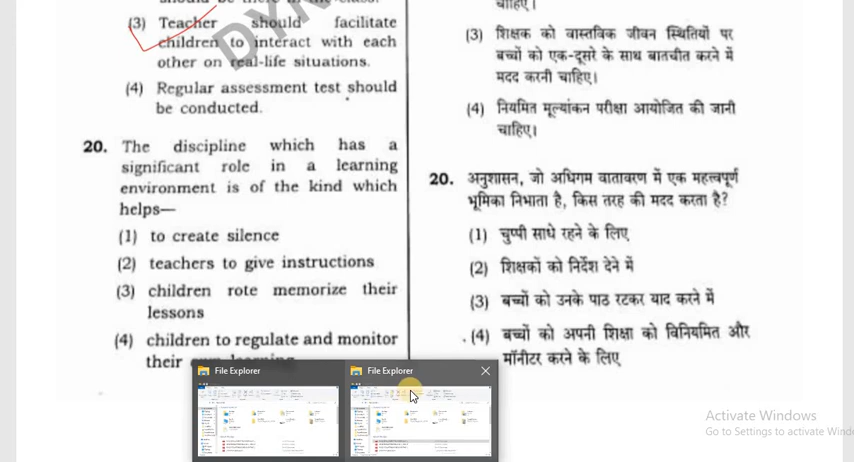 (3) Teacher should facilitate
children to interact with each
other on real-life situations.
(4) Regular assessment test should
be conducted.
20. The discipline which has a
significant role in a learning
environment is of the kind which
helps—
(1) to create silence
(2) teachers to give instructions
(3) children rote memorize their
lessons
(4) children to regulate and monitor
their own learning
चाहिए।
(3) शिक्षक को वास्तविक जीवन स्थितियों पर
बच्चों को एक-दूसरे के साथ बातचीत करने में
मदद करनी चाहिए।
(4) नियमित मूल्यांकन परीक्षा आयोजित की जानी
चाहिए।
20. अनुशासन, जो अधिगम वातावरण में एक महत्त्वपूर्ण
भूमिका निभाता है, किस तरह की मदद करता है?
(1) चुप्पी साधे रहने के लिए
(2) शिक्षकों को निर्देश देने में
(3) बच्चों को उनके पाठ रटकर याद करने में
(4) बच्चों को अपनी शिक्षा को विनियमित और
मॉनीटर करने के लिए
File Explorer
File Explorer
Activate Windows
Go to Settings to activate Wind